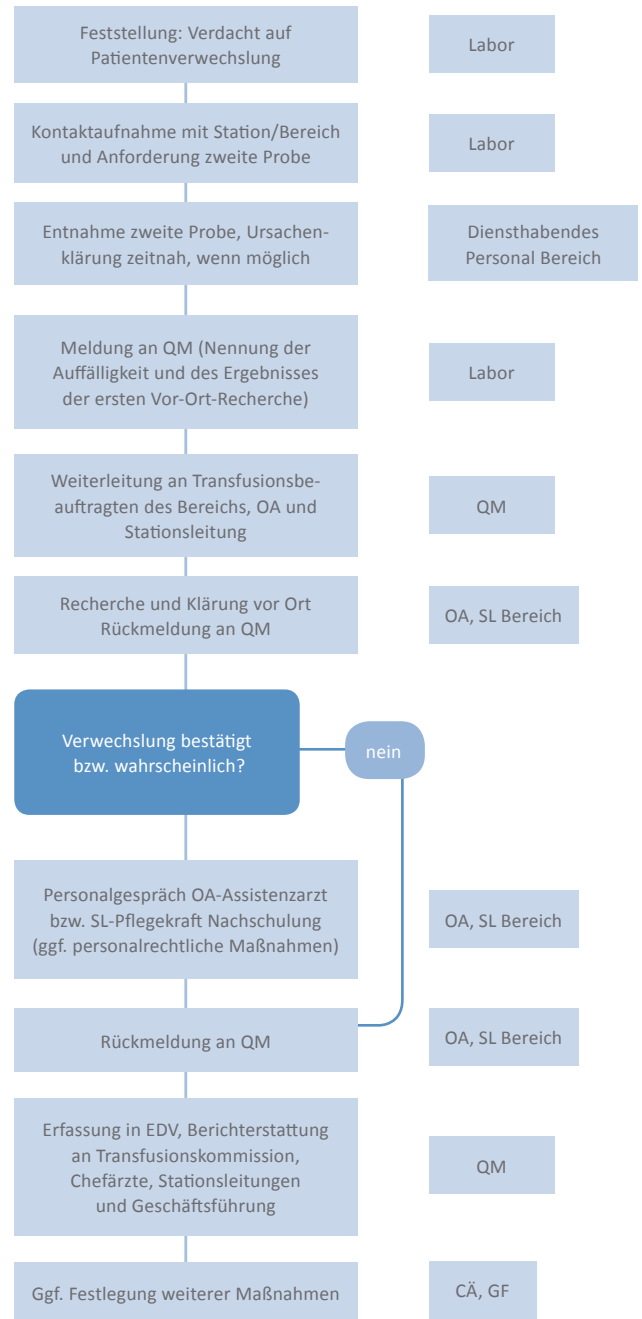 Feststellung: Verdacht auf
Patientenverwechslung
Labor
Kontaktaufnahme mit Station/Bereich
und Anforderung zweite Probe
Labor
Entnahme zweite Probe, Ursachen-
klärung zeitnah, wenn möglich
Diensthabendes
Personal Bereich
Meldung an QM (Nennung der
Auffälligkeit und des Ergebnisses
der ersten Vor-Ort-Recherche)
Labor
Weiterleitung an Transfusionsbe-
auftragten des Bereichs, OA und
Stationsleitung
QM
Recherche und Klärung vor Ort
Rückmeldung an QM
OA, SL Bereich
Verwechslung bestätigt
bzw. wahrscheinlich?
nein
Personalgespräch OA-Assistenzarzt
bzw. SL-Pflegekraft Nachschulung
(ggf. personalrechtliche Maßnahmen)
OA, SL Bereich
Rückmeldung an QM
OA, SL Bereich
Erfassung in EDV, Berichterstattung
an Transfusionskommission,
Chefärzte, Stationsleitungen
und Geschäftsführung
QM
Ggf. Festlegung weiterer Maßnahmen
CÄ, GF